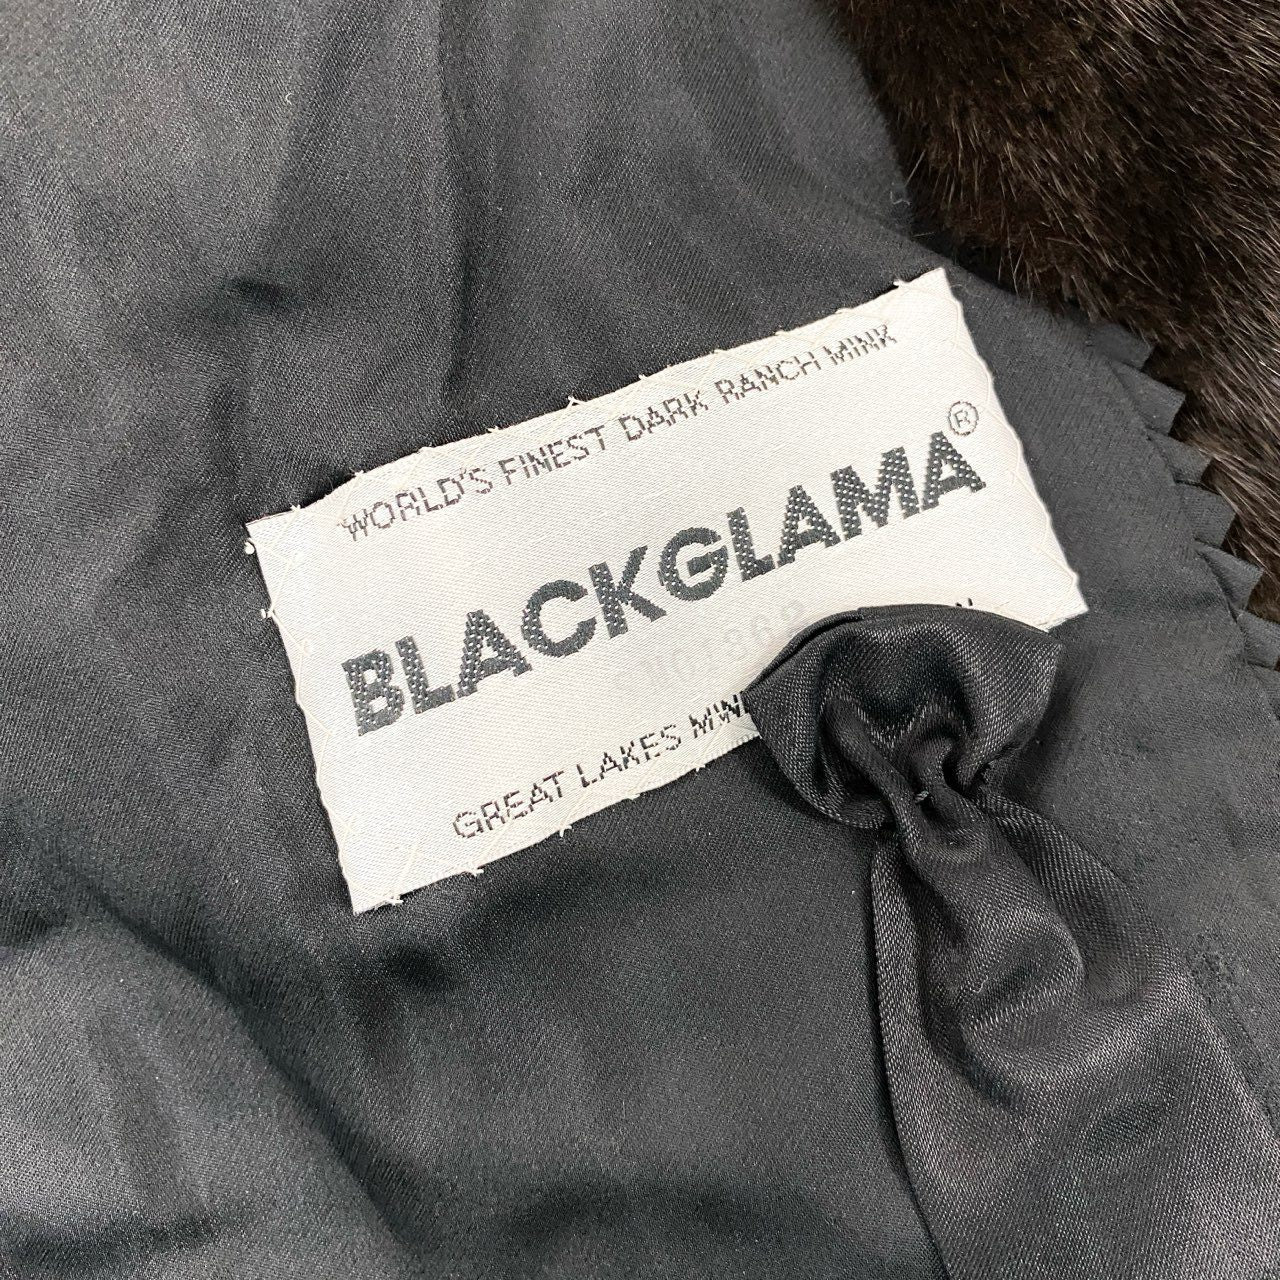 WORLD'S FINEST DARK RANCH MINK
BLACKGLAMA®
GREAT LAKES